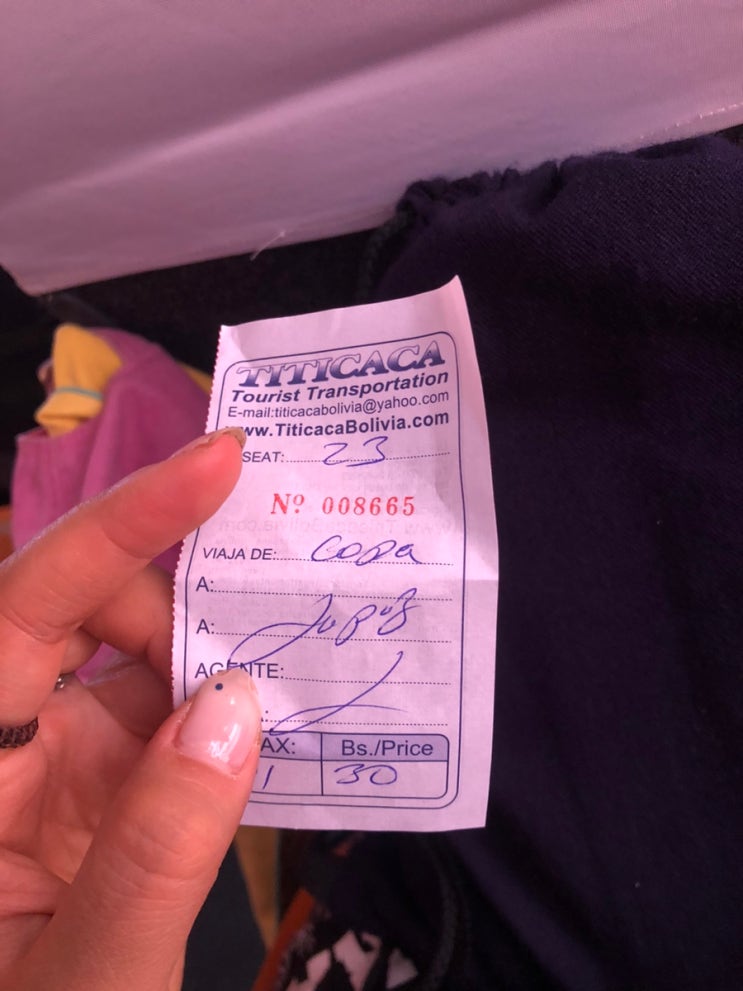 TITICACA
Tourist Transportation
E-mail:titicacabolivia@yahoo.com
ww.TiticacaBolivia.com
SEAT: 23
Nº 008665
VIAJA DE: Copa
A:
A:
AGENTE:
AX: Bs./Price
1 30